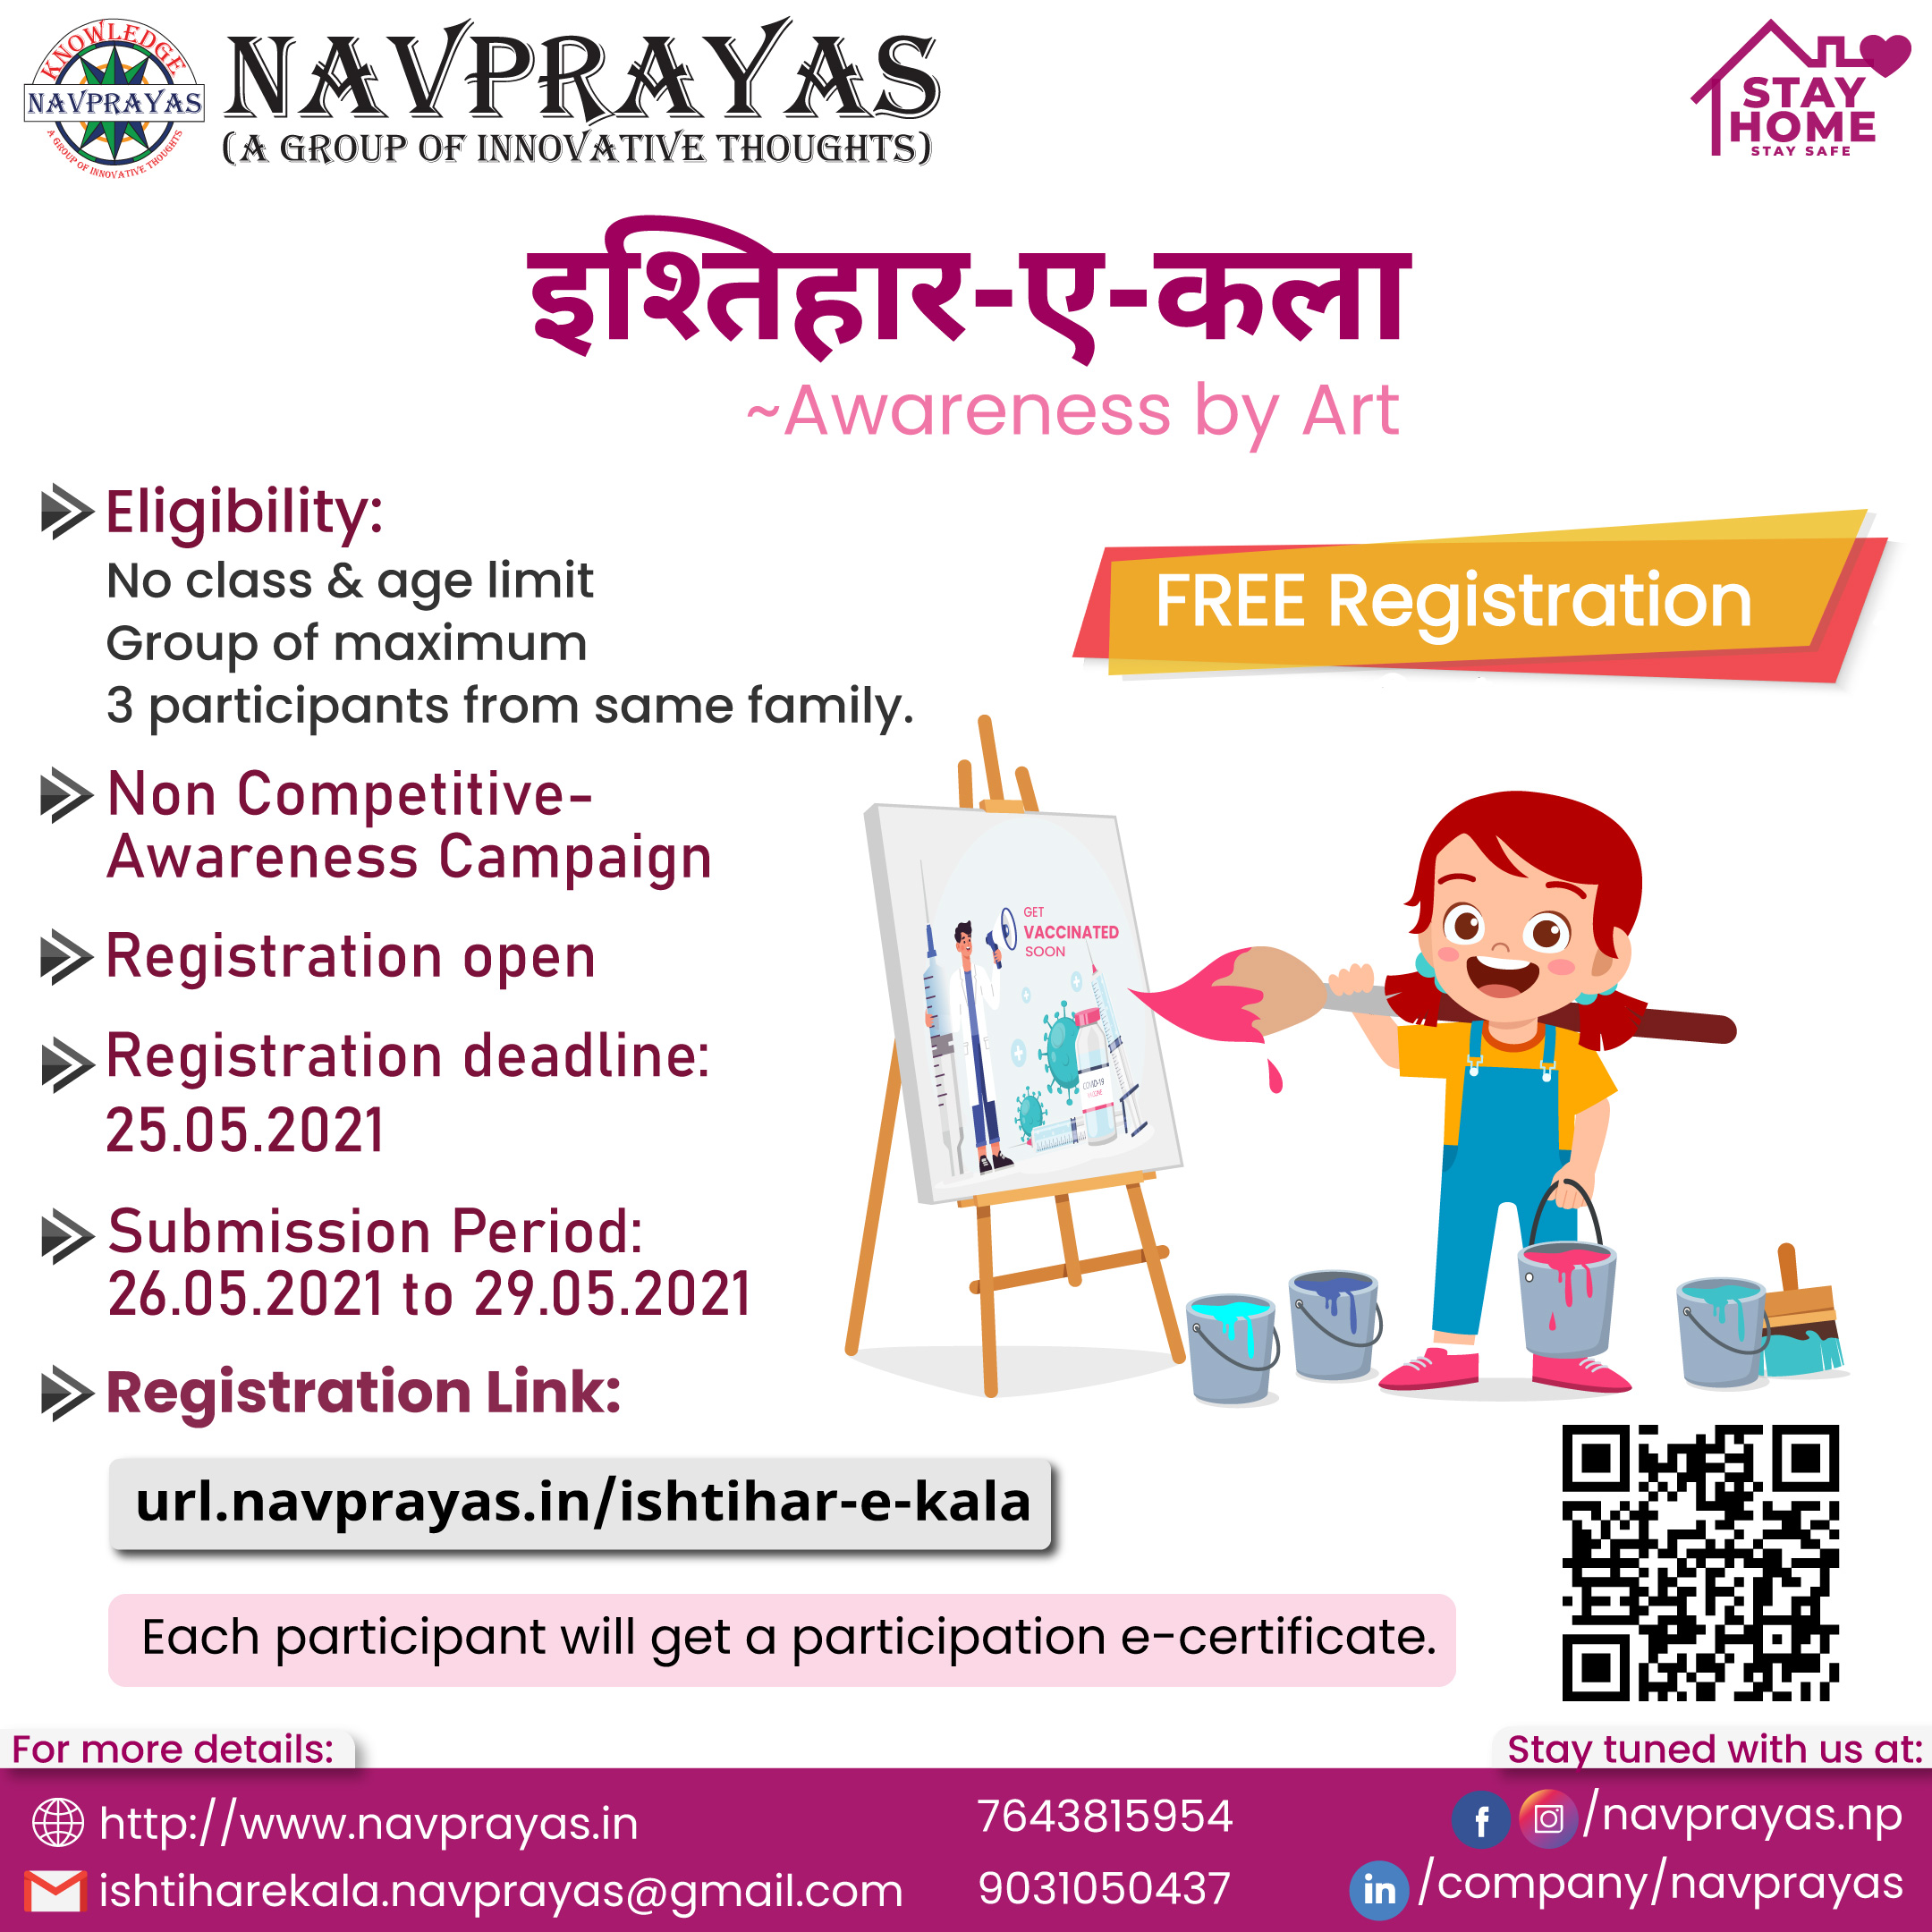 KNOWLEDGE
NAVPRAYAS
A GROUP OF INNOVATIVE THOUGHTS
NAVPRAYAS
(A GROUP OF INNOVATIVE THOUGHTS)
STAY
HOME
STAY SAFE
इश्तिहार-ए-कला
~Awareness by Art
Eligibility:
No class & age limit
Group of maximum
3 participants from same family.
FREE Registration
Non Competitive-
Awareness Campaign
Registration open
Registration deadline:
25.05.2021
Submission Period:
26.05.2021 to 29.05.2021
GET
VACCINATED
SOON
COVID-19
VACCINE
Registration Link:
url.navprayas.in/ishtihar-e-kala
Each participant will get a participation e-certificate.
For more details:
Stay tuned with us at:
http://www.navprayas.in
7643815954
/navprayas.np
ishtiharekala.navprayas@gmail.com
9031050437
/company/navprayas